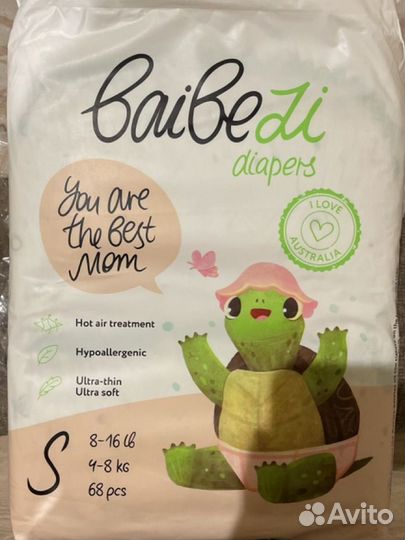 BaiBeZi
diapers
You are
the Best
Mom
I LOVE
AUSTRALIA
Hot air treatment
Hypoallergenic
Ultra-thin
Ultra soft
S
8-16 lb
4-8 kg
68 pcs
Avito